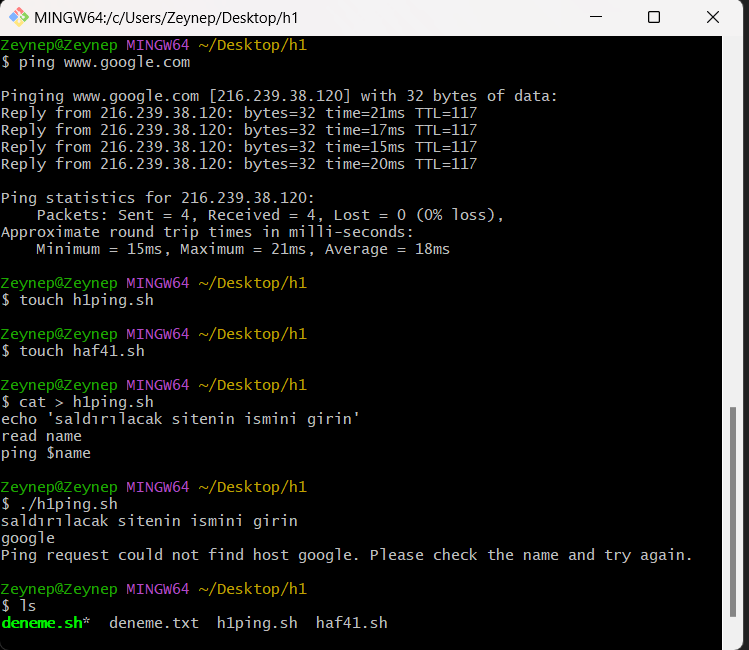 MINGW64:/c/Users/Zeynep/Desktop/h1
Zeynep@Zeynep MINGW64 ~/Desktop/h1
$ ping www.google.com
Pinging www.google.com [216.239.38.120] with 32 bytes of data:
Reply from 216.239.38.120: bytes=32 time=21ms TTL=117
Reply from 216.239.38.120: bytes=32 time=17ms TTL=117
Reply from 216.239.38.120: bytes=32 time=15ms TTL=117
Reply from 216.239.38.120: bytes=32 time=20ms TTL=117
Ping statistics for 216.239.38.120:
    Packets: Sent = 4, Received = 4, Lost = 0 (0% loss),
Approximate round trip times in milli-seconds:
    Minimum = 15ms, Maximum = 21ms, Average = 18ms
Zeynep@Zeynep MINGW64 ~/Desktop/h1
$ touch h1ping.sh
Zeynep@Zeynep MINGW64 ~/Desktop/h1
$ touch haf41.sh
Zeynep@Zeynep MINGW64 ~/Desktop/h1
$ cat > h1ping.sh
echo 'saldırılacak sitenin ismini girin'
read name
ping $name
Zeynep@Zeynep MINGW64 ~/Desktop/h1
$ ./h1ping.sh
saldırılacak sitenin ismini girin
google
Ping request could not find host google. Please check the name and try again.
Zeynep@Zeynep MINGW64 ~/Desktop/h1
$ ls
deneme.sh*  deneme.txt  h1ping.sh  haf41.sh